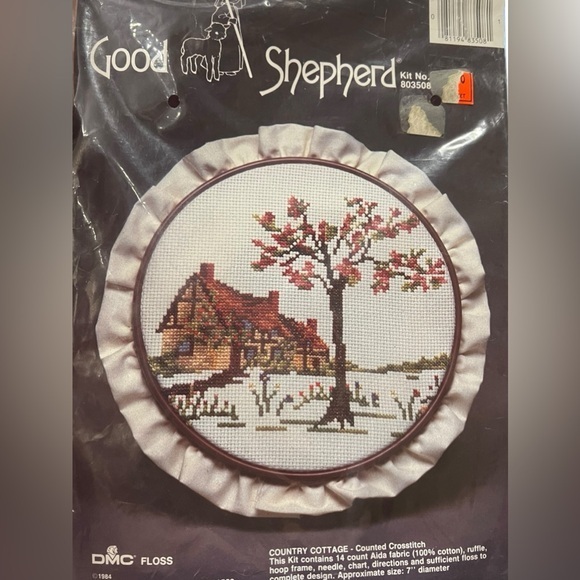 Good Shepherd
Kit No.
803508
DMC FLOSS
©1984
COUNTRY COTTAGE - Counted Crosstitch
This Kit contains 14 count Aida fabric (100% cotton), ruffle,
hoop frame, needle, chart, directions and sufficient floss to
complete design. Approximate size: 7" diameter